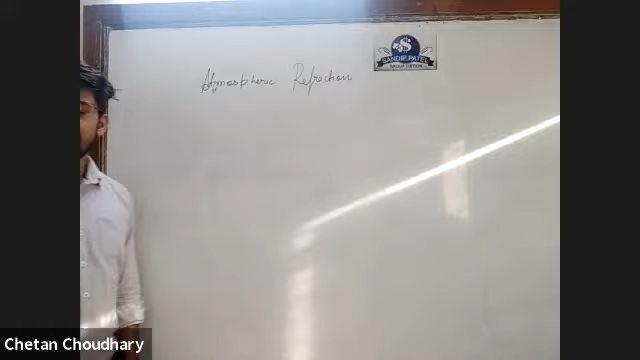 SANDIP PATEL
Atmospheric Refraction
Chetan Choudhary